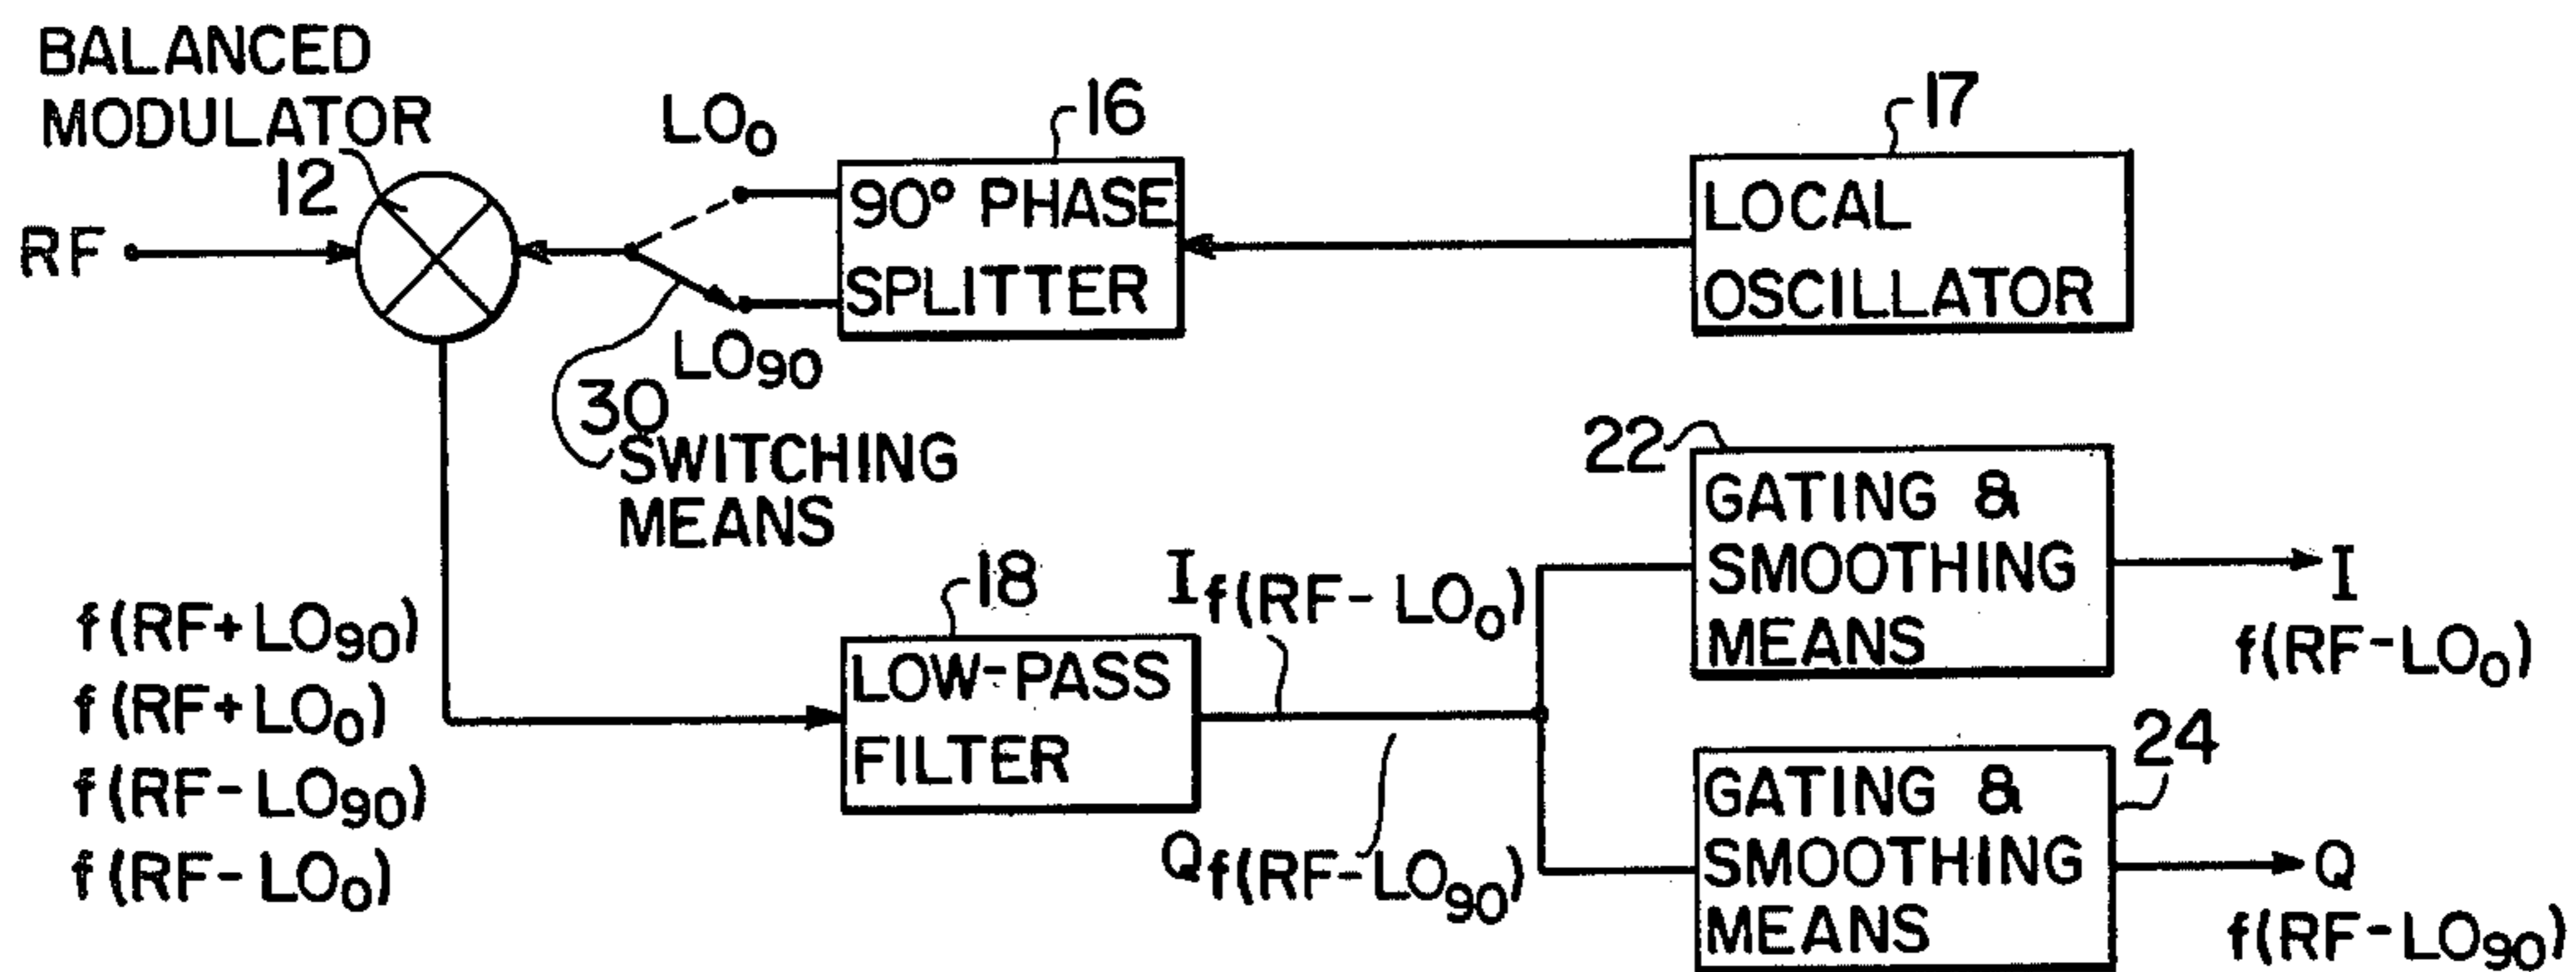 BALANCED
MODULATOR
12
RF
LO0
LO90
30
SWITCHING
MEANS
16
90° PHASE
SPLITTER
17
LOCAL
OSCILLATOR
f(RF+LO90)
f(RF+LO0)
f(RF-LO90)
f(RF-LO0)
18
LOW-PASS
FILTER
I f(RF-LO0)
Q f(RF-LO90)
22
GATING &
SMOOTHING
MEANS
I
f(RF-LO0)
24
GATING &
SMOOTHING
MEANS
Q
f(RF-LO90)